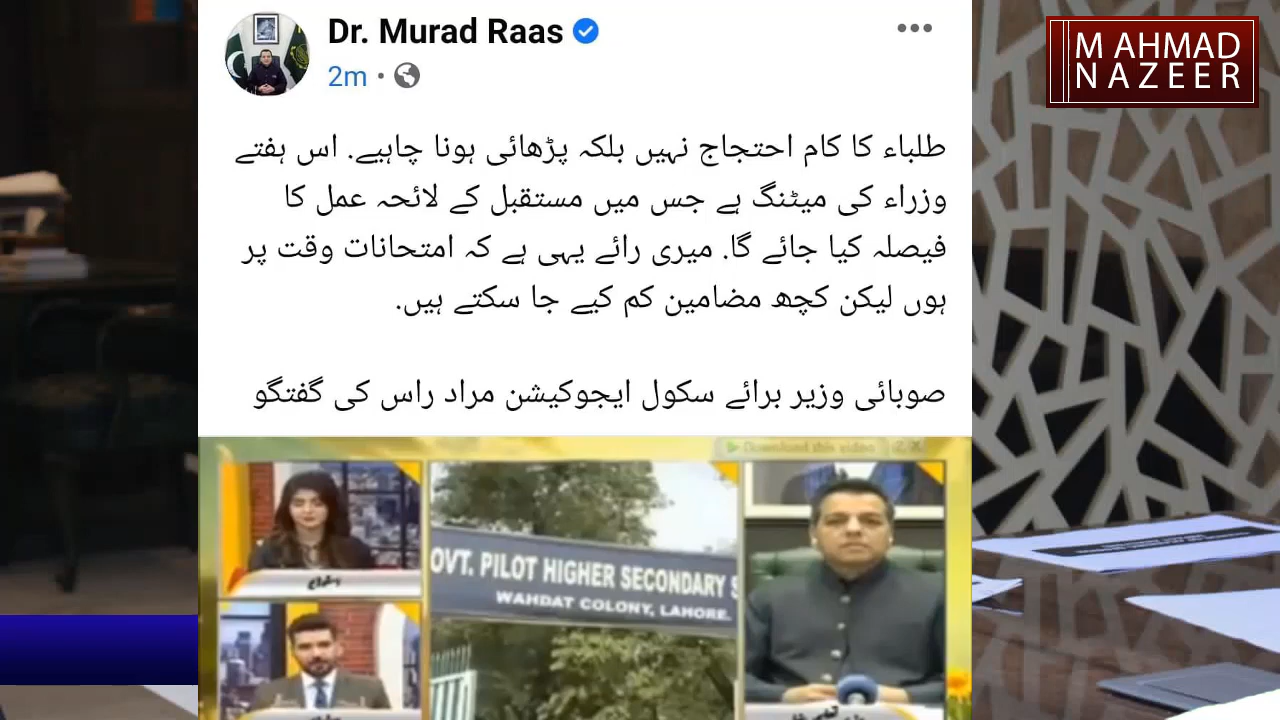 Dr. Murad Raas
2m
M AHMAD
NAZEER
طلباء کا کام احتجاج نہیں بلکہ پڑھائی ہونا چاہیے. اس ہفتے
وزراء کی میٹنگ ہے جس میں مستقبل کے لائحہ عمل کا
فیصلہ کیا جائے گا. میری رائے یہی ہے کہ امتحانات وقت پر
ہوں لیکن کچھ مضامین کم کیے جا سکتے ہیں.
صوبائی وزیر برائے سکول ایجوکیشن مراد راس کی گفتگو
Download this video
OVT. PILOT HIGHER SECONDARY S
WAHDAT COLONY, LAHORE.